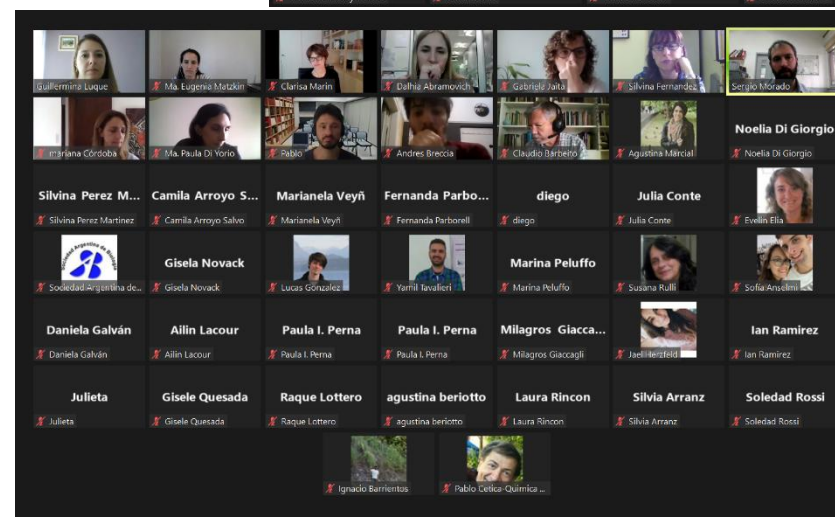 Guillermina Luque
Ma. Eugenia Matzkin
Clarisa Marin
Dalhia Abramovich
Gabriela Jaita
Silvina Fernandez
Sergio Morado
mariana Córdoba
Ma. Paula Di Yorio
Pablo
Andres Breccia
Claudio Barbeito
Agustina Marcial
Noelia Di Giorgio
Noelia Di Giorgio
Silvina Perez M...
Silvina Perez Martinez
Camila Arroyo S...
Camila Arroyo Salvo
Marianela Veyñ
Marianela Veyñ
Fernanda Parbo...
Fernanda Parborell
diego
diego
Julia Conte
Julia Conte
Evelin Elia
Sociedad Argentina de Biología
Sociedad Argentina de...
Gisela Novack
Gisela Novack
Lucas Gonzalez
Yamil Tavalieri
Marina Peluffo
Marina Peluffo
Susana Rulli
Sofía Anselmi
Daniela Galván
Daniela Galván
Ailin Lacour
Ailin Lacour
Paula I. Perna
Paula I. Perna
Paula I. Perna
Paula I. Perna
Milagros Giacca...
Milagros Giaccagli
Jael Herzfeld
Ian Ramirez
Ian Ramirez
Julieta
Julieta
Gisele Quesada
Gisele Quesada
Raque Lottero
Raque Lottero
agustina beriotto
agustina beriotto
Laura Rincon
Laura Rincon
Silvia Arranz
Silvia Arranz
Soledad Rossi
Soledad Rossi
Ignacio Barrientos
Pablo Cetica-Quimica ...